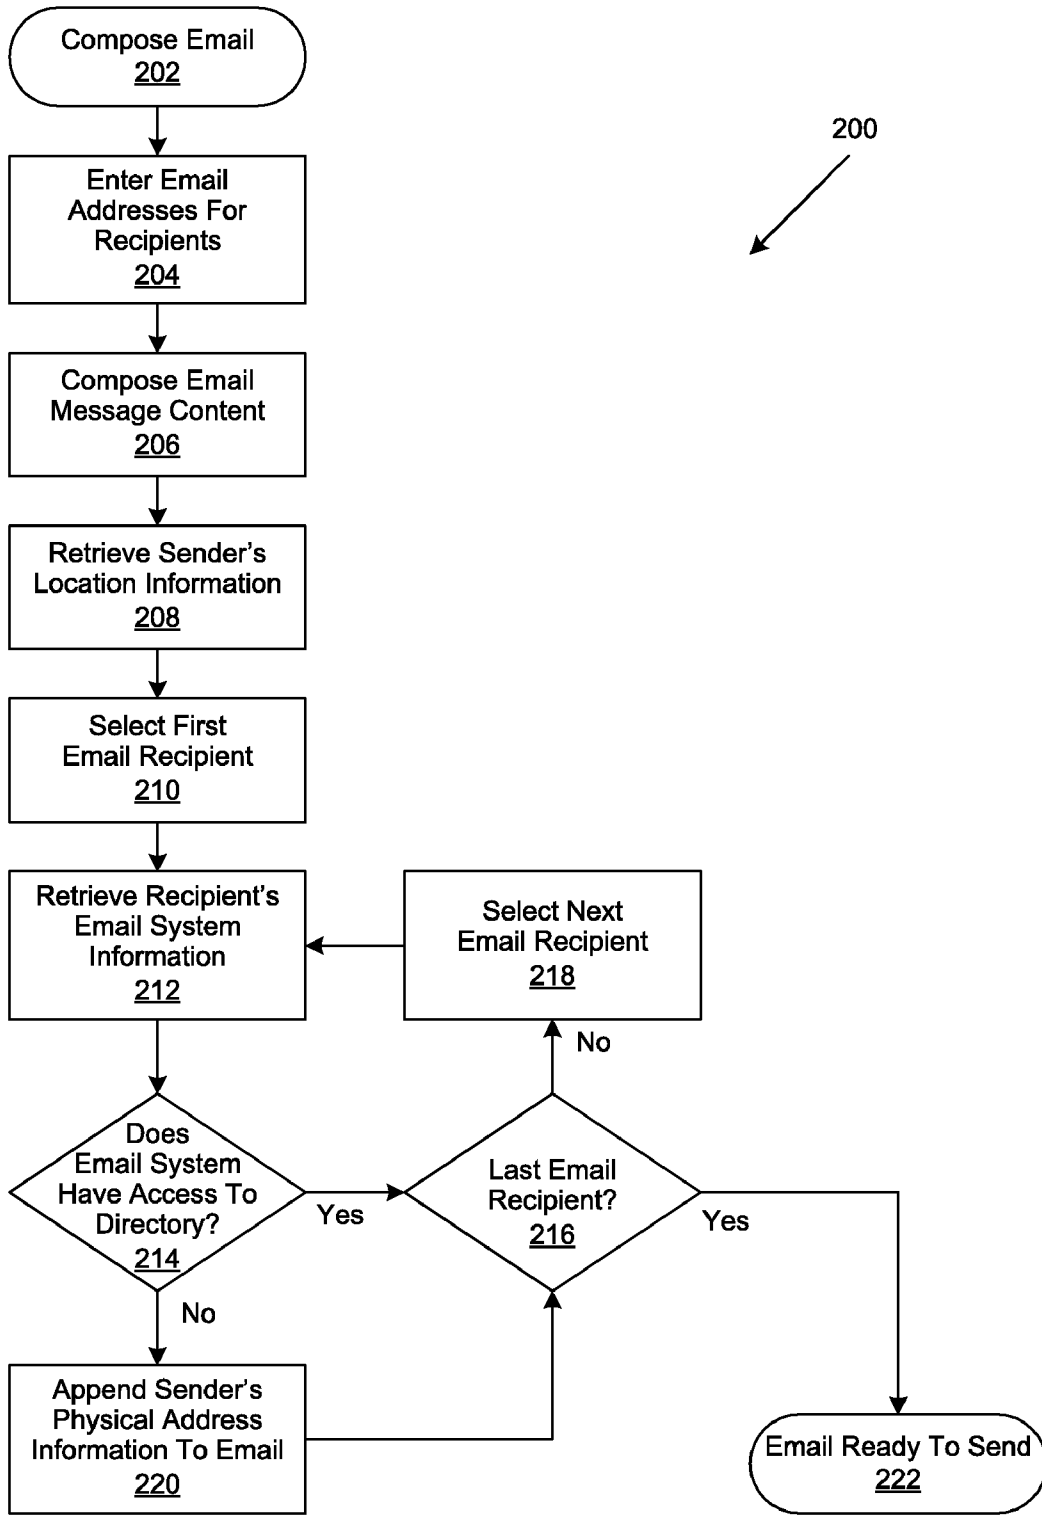 Compose Email
202
200
Enter Email
Addresses For
Recipients
204
Compose Email
Message Content
206
Retrieve Sender's
Location Information
208
Select First
Email Recipient
210
Retrieve Recipient's
Email System
Information
212
Select Next
Email Recipient
218
No
Does
Email System
Have Access To
Directory?
214
Yes
Last Email
Recipient?
216
Yes
No
Append Sender's
Physical Address
Information To Email
220
Email Ready To Send
222